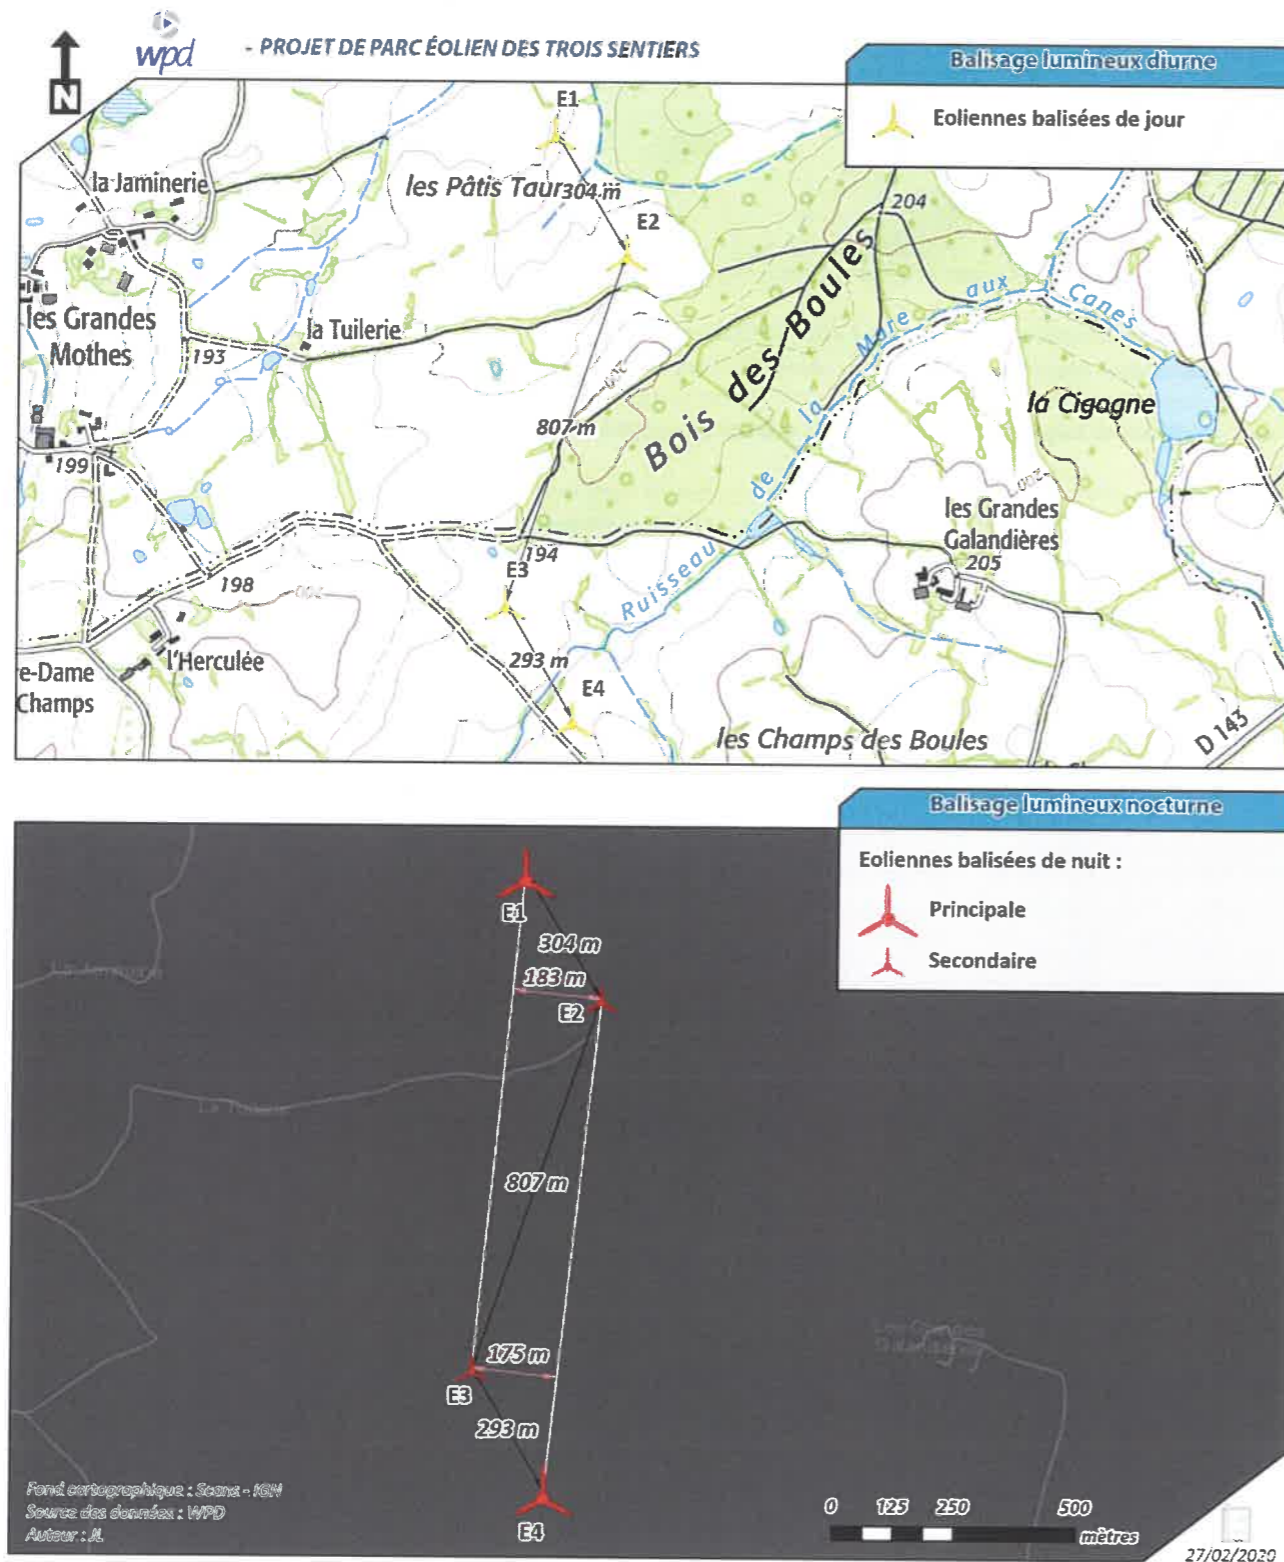 wpd
- PROJET DE PARC ÉOLIEN DES TROIS SENTIERS
N
Balisage lumineux diurne
Eoliennes balisées de jour
E1
la Jaminerie
les Pâtis Taur
304 m
204
E2
Bois des Boules
les Grandes
Mothes
193
la Tuilerie
Ruisseau de la Mare aux Canes
200
la Cigogne
807 m
199
200
les Grandes
Galandières
205
194
E3
198
200
l'Herculée
293 m
E4
e-Dame
Champs
les Champs des Boules
D 143
Balisage lumineux nocturne
Eoliennes balisées de nuit :
Principale
Secondaire
E1
304 m
183 m
E2
807 m
175 m
E3
293 m
E4
Fond cartographique : Scans - IGN
Source des données : WPD
Auteur : JL
0 125 250 500
mètres
27/02/2020